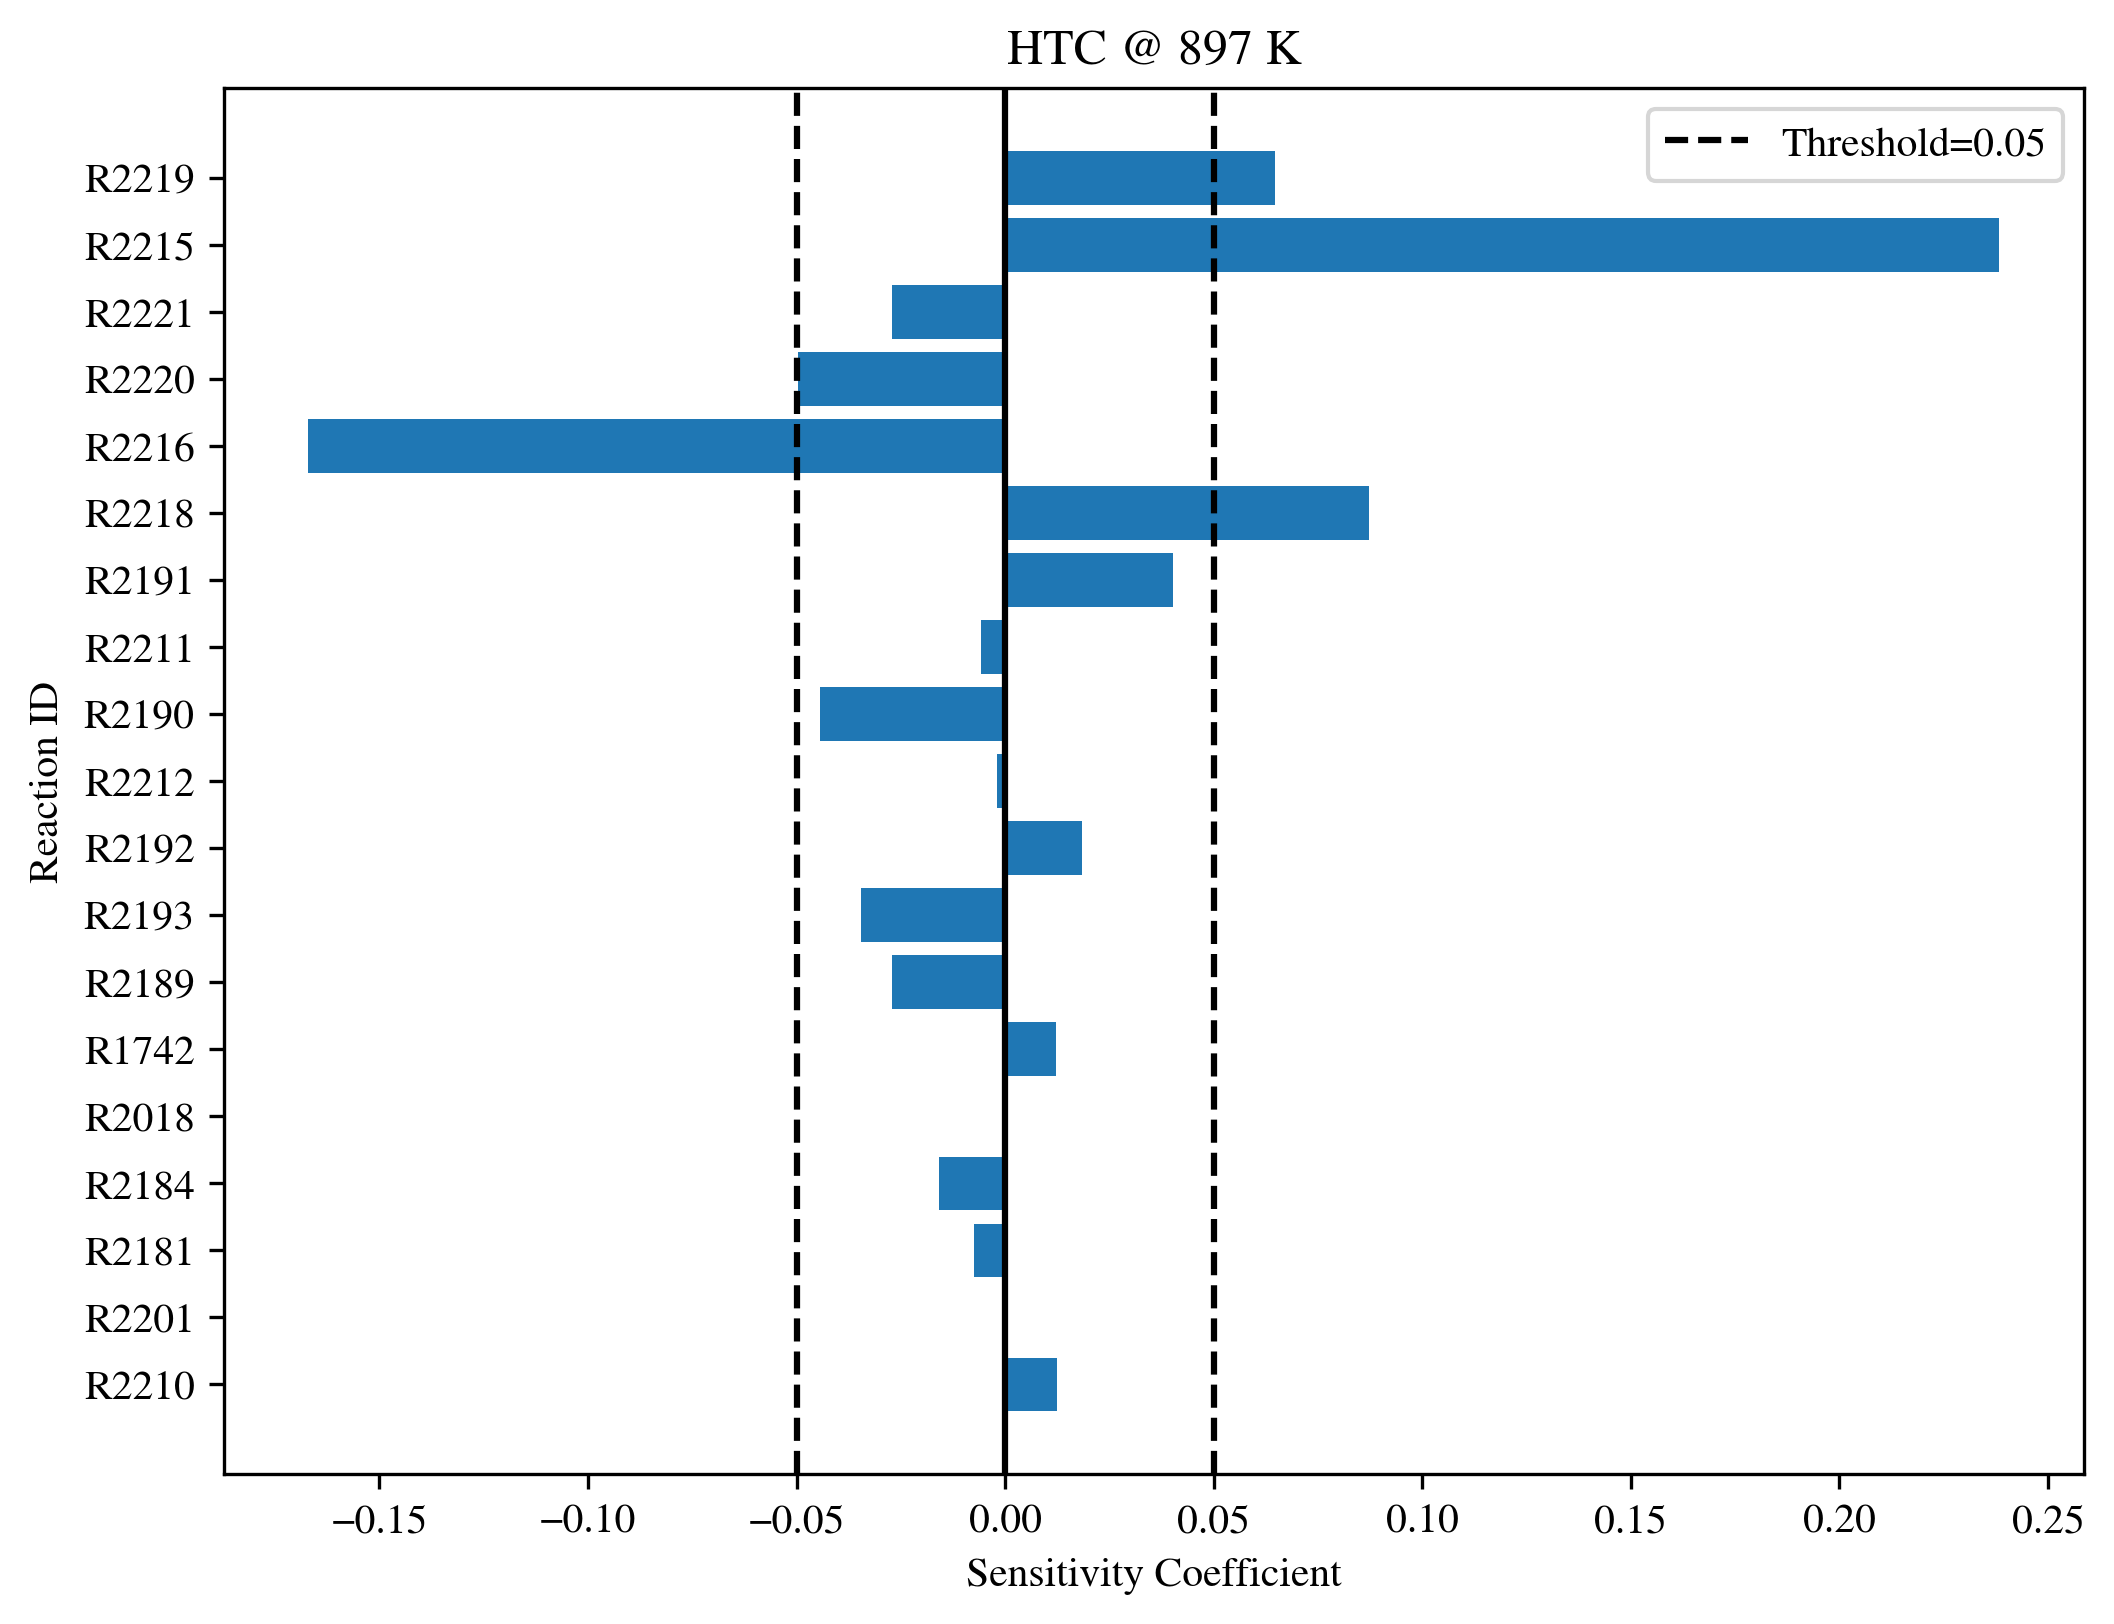 HTC @ 897 K
Threshold=0.05
R2219
R2215
R2221
R2220
R2216
R2218
R2191
R2211
R2190
R2212
R2192
R2193
R2189
R1742
R2018
R2184
R2181
R2201
R2210
Reaction ID
−0.15 −0.10 −0.05 0.00 0.05 0.10 0.15 0.20 0.25
Sensitivity Coefficient